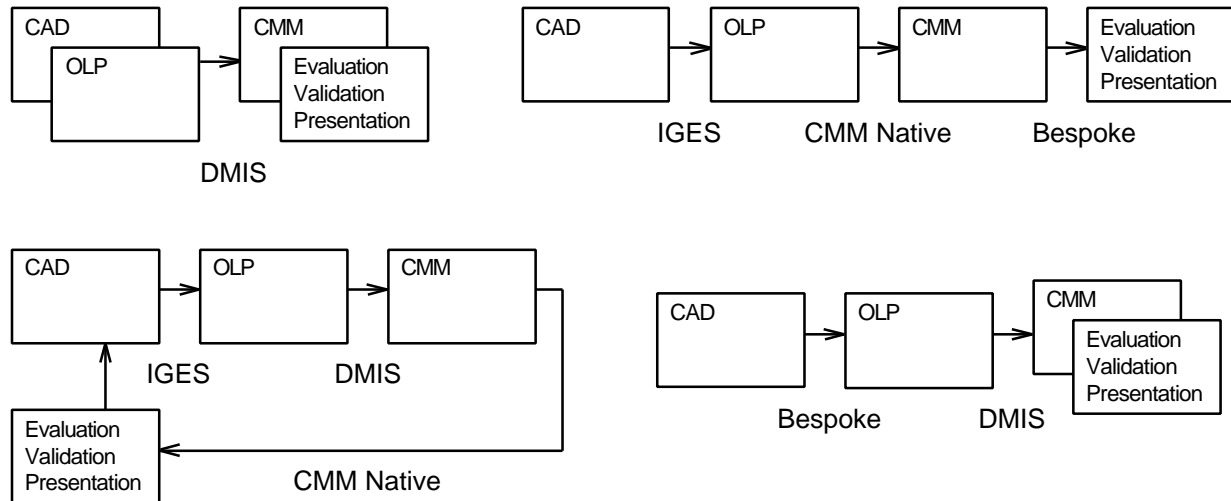 CAD
OLP
CMM
Evaluation
Validation
Presentation
DMIS
CAD
OLP
CMM
Evaluation
Validation
Presentation
IGES
CMM Native
Bespoke
CAD
OLP
CMM
IGES
DMIS
Evaluation
Validation
Presentation
CMM Native
CAD
OLP
CMM
Evaluation
Validation
Presentation
Bespoke
DMIS